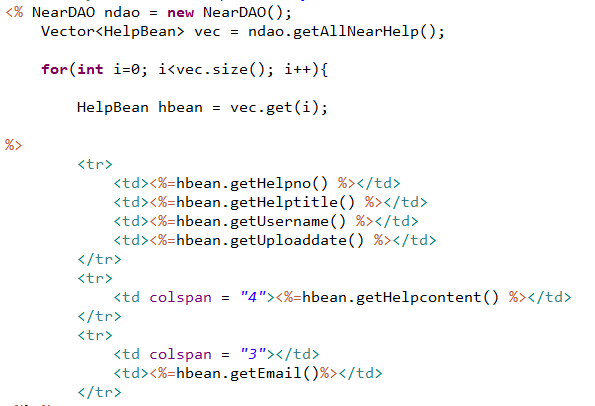 <% NearDAO ndao = new NearDAO();
    Vector<HelpBean> vec = ndao.getAllNearHelp();
    for(int i=0; i<vec.size(); i++){
        HelpBean hbean = vec.get(i);
%>
        <tr>
            <td><%=hbean.getHelpno() %></td>
            <td><%=hbean.getHelptitle() %></td>
            <td><%=hbean.getUsername() %></td>
            <td><%=hbean.getUploaddate() %></td>
        </tr>
        <tr>
            <td colspan = "4"><%=hbean.getHelpcontent() %></td>
        </tr>
        <tr>
            <td colspan = "3"></td>
            <td><%=hbean.getEmail()%></td>
        </tr>